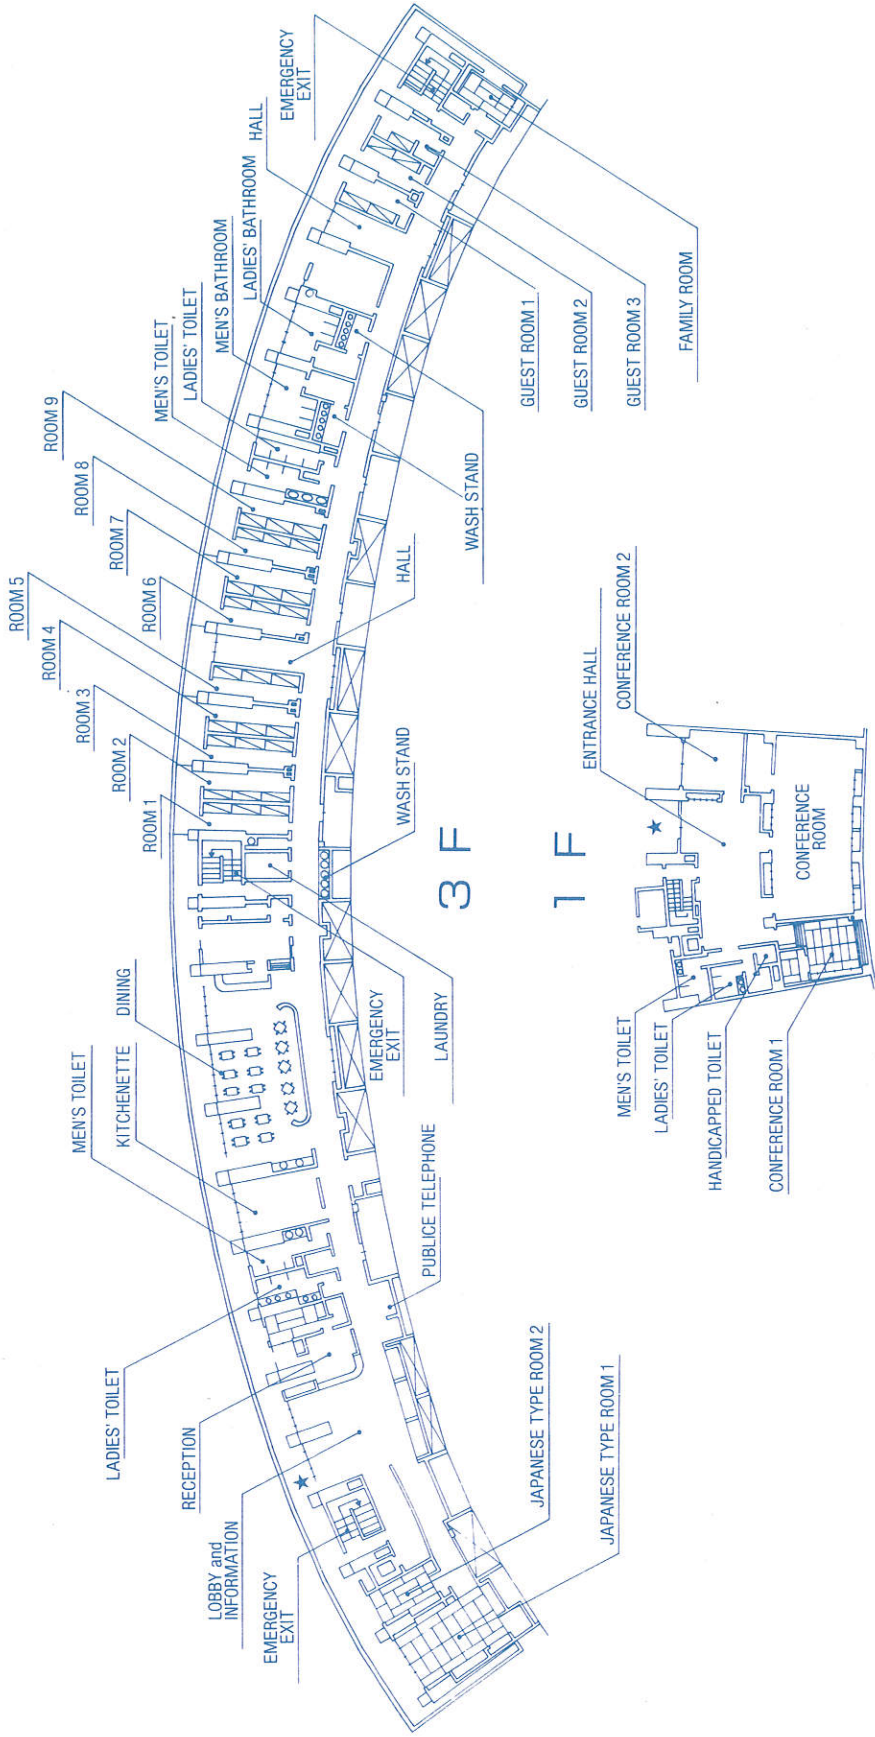 LADIES' TOILET
MEN'S TOILET
KITCHENETTE
DINING
ROOM 1
ROOM 2
ROOM 3
ROOM 4
ROOM 5
ROOM 6
ROOM 7
ROOM 8
ROOM 9
MEN'S TOILET
LADIES' TOILET
MEN'S BATHROOM
LADIES' BATHROOM
HALL
EMERGENCY
EXIT
RECEPTION
LOBBY and
INFORMATION
EMERGENCY
EXIT
JAPANESE TYPE ROOM 2
JAPANESE TYPE ROOM 1
PUBLICE TELEPHONE
EMERGENCY
EXIT
LAUNDRY
WASH STAND
HALL
WASH STAND
GUEST ROOM 1
GUEST ROOM 2
GUEST ROOM 3
FAMILY ROOM
3 F
1 F
MEN'S TOILET
LADIES' TOILET
HANDICAPPED TOILET
CONFERENCE ROOM 1
ENTRANCE HALL
CONFERENCE ROOM 2
CONFERENCE
ROOM